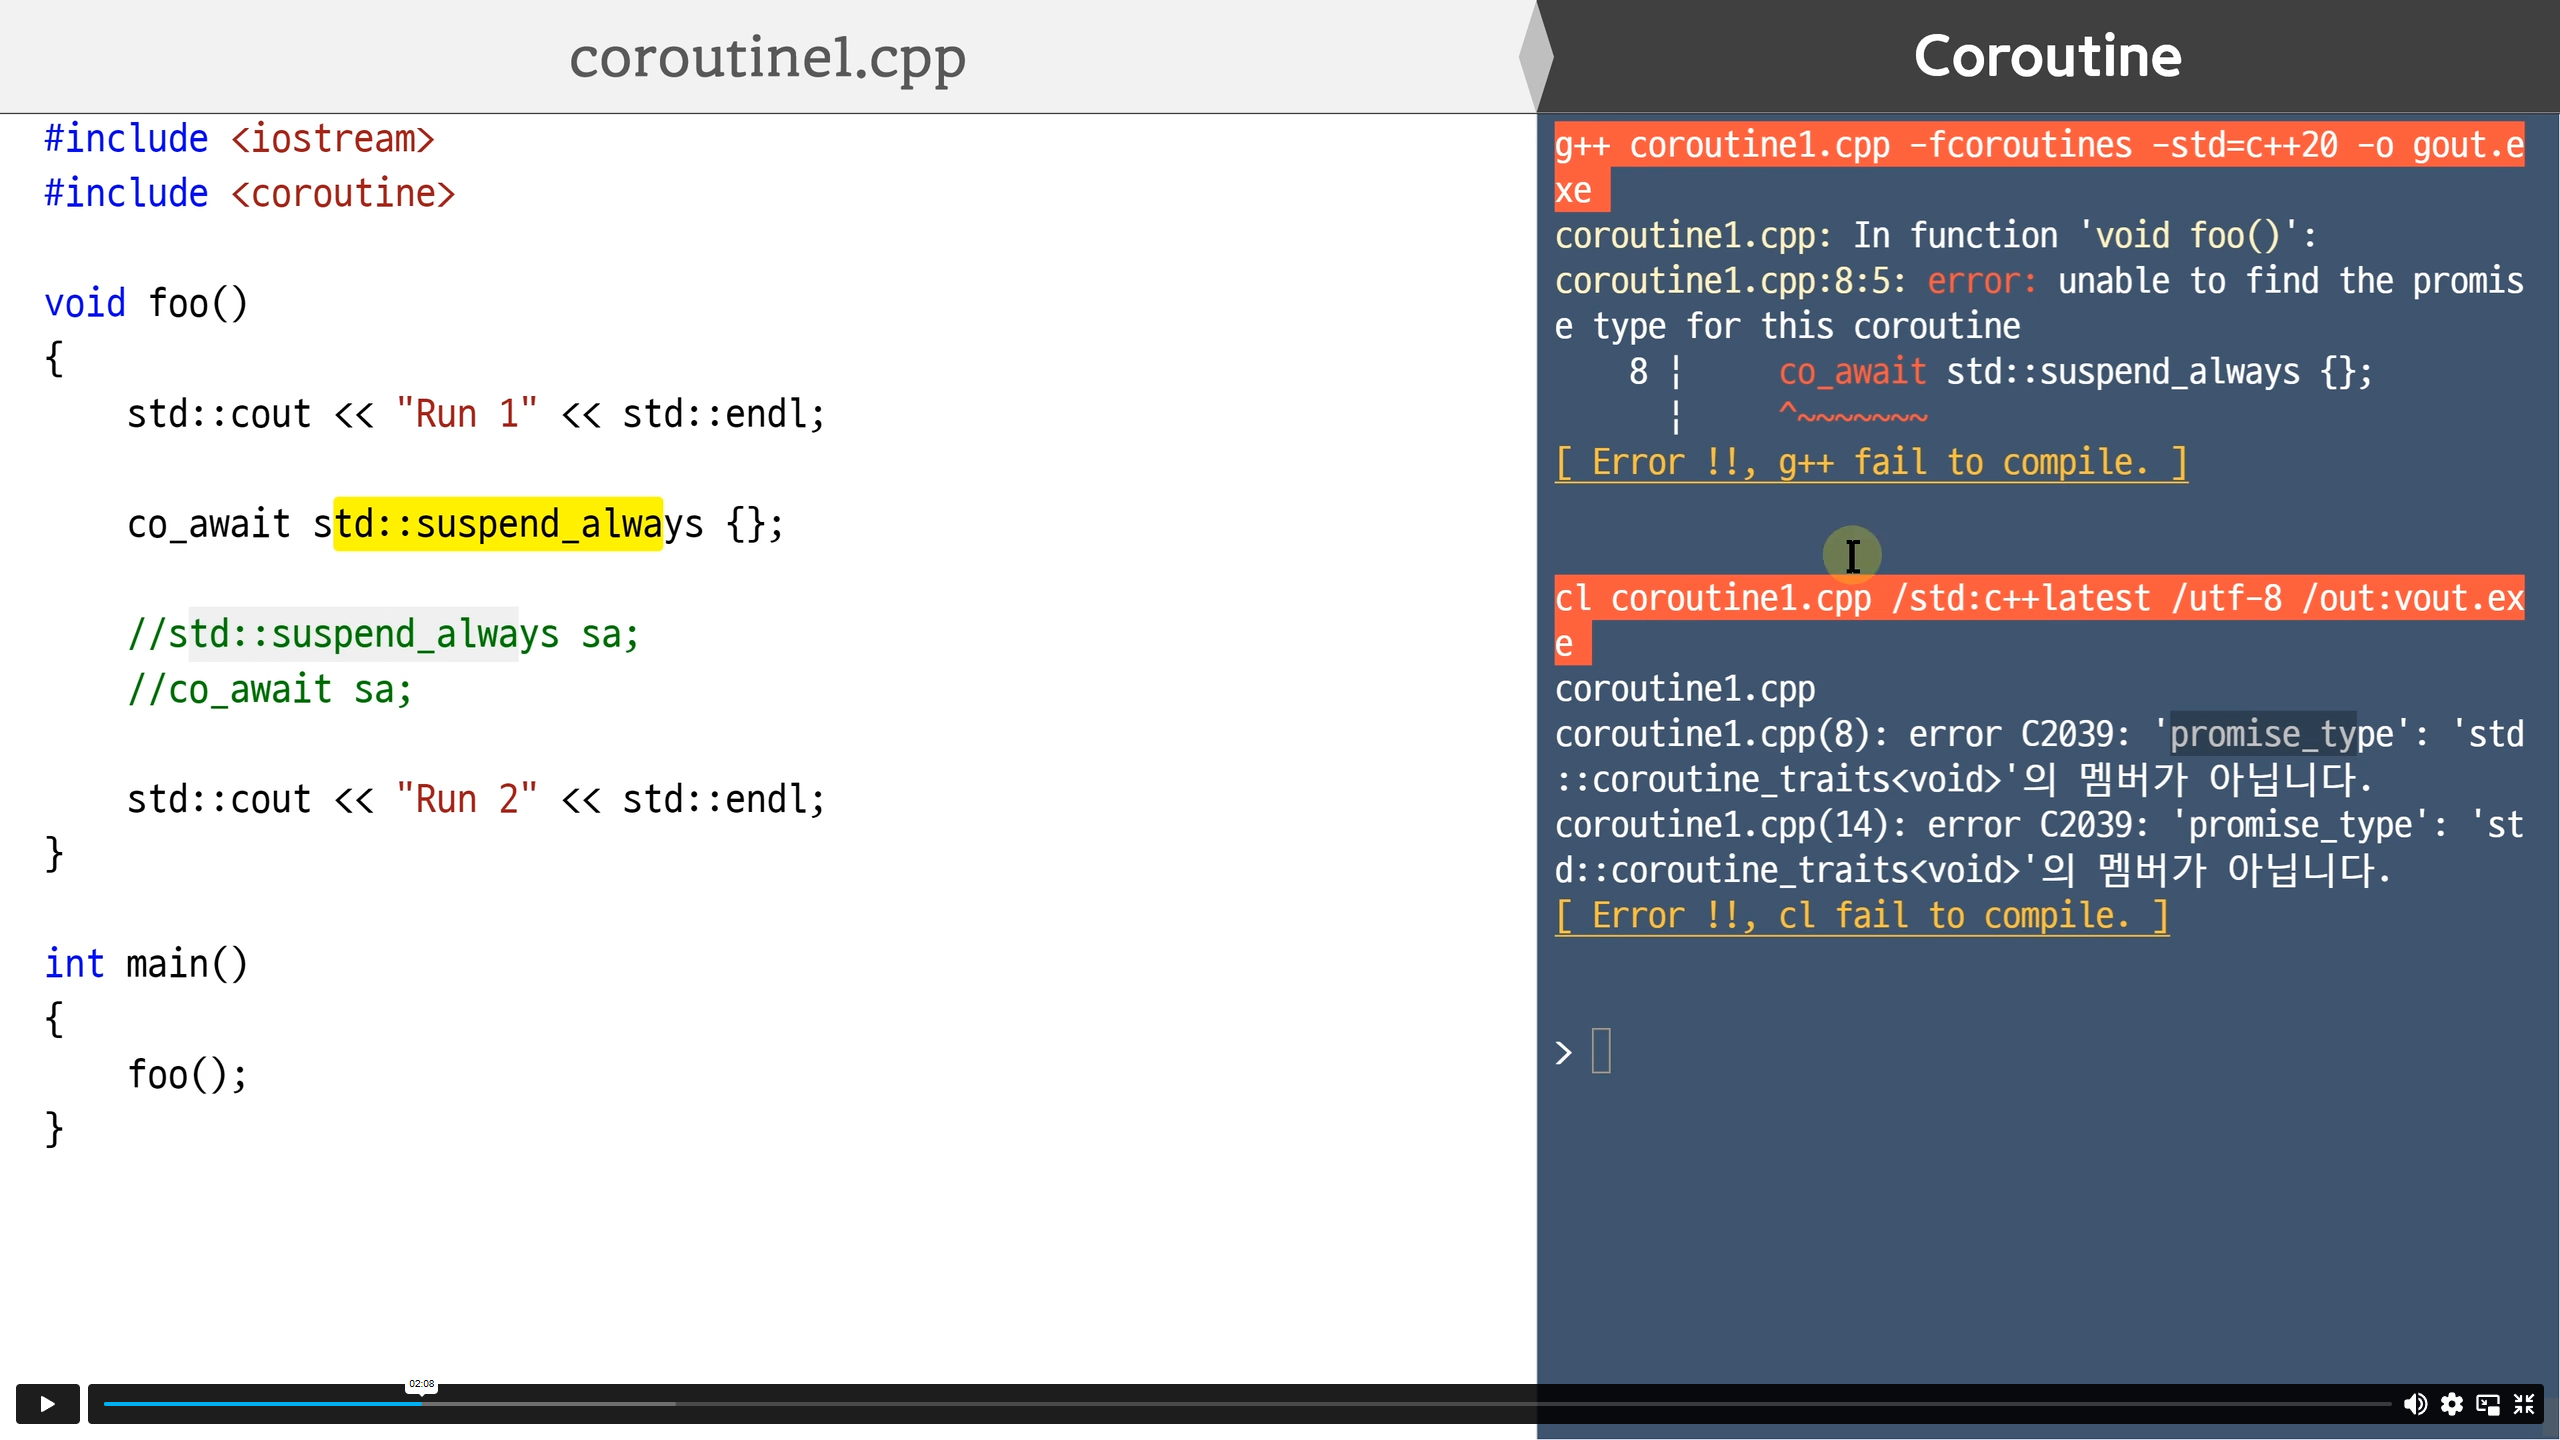 coroutine1.cpp
#include <iostream>
#include <coroutine>
void foo()
{
std::cout << "Run 1" << std::endl;
co_await std::suspend_always {};
//std::suspend_always sa;
//co_await sa;
std::cout << "Run 2" << std::endl;
}
int main()
{
foo();
}
Coroutine
g++ coroutine1.cpp -fcoroutines -std=c++20 -o gout.e
xe
coroutine1.cpp: In function 'void foo()':
coroutine1.cpp:8:5: error: unable to find the promis
e type for this coroutine
8 ¦ co_await std::suspend_always {};
¦ ^~~~~~~~
[ Error !!, g++ fail to compile. ]
cl coroutine1.cpp /std:c++latest /utf-8 /out:vout.ex
e
coroutine1.cpp
coroutine1.cpp(8): error C2039: 'promise_type': 'std
::coroutine_traits<void>'의 멤버가 아닙니다.
coroutine1.cpp(14): error C2039: 'promise_type': 'st
d::coroutine_traits<void>'의 멤버가 아닙니다.
[ Error !!, cl fail to compile. ]
>
02:08